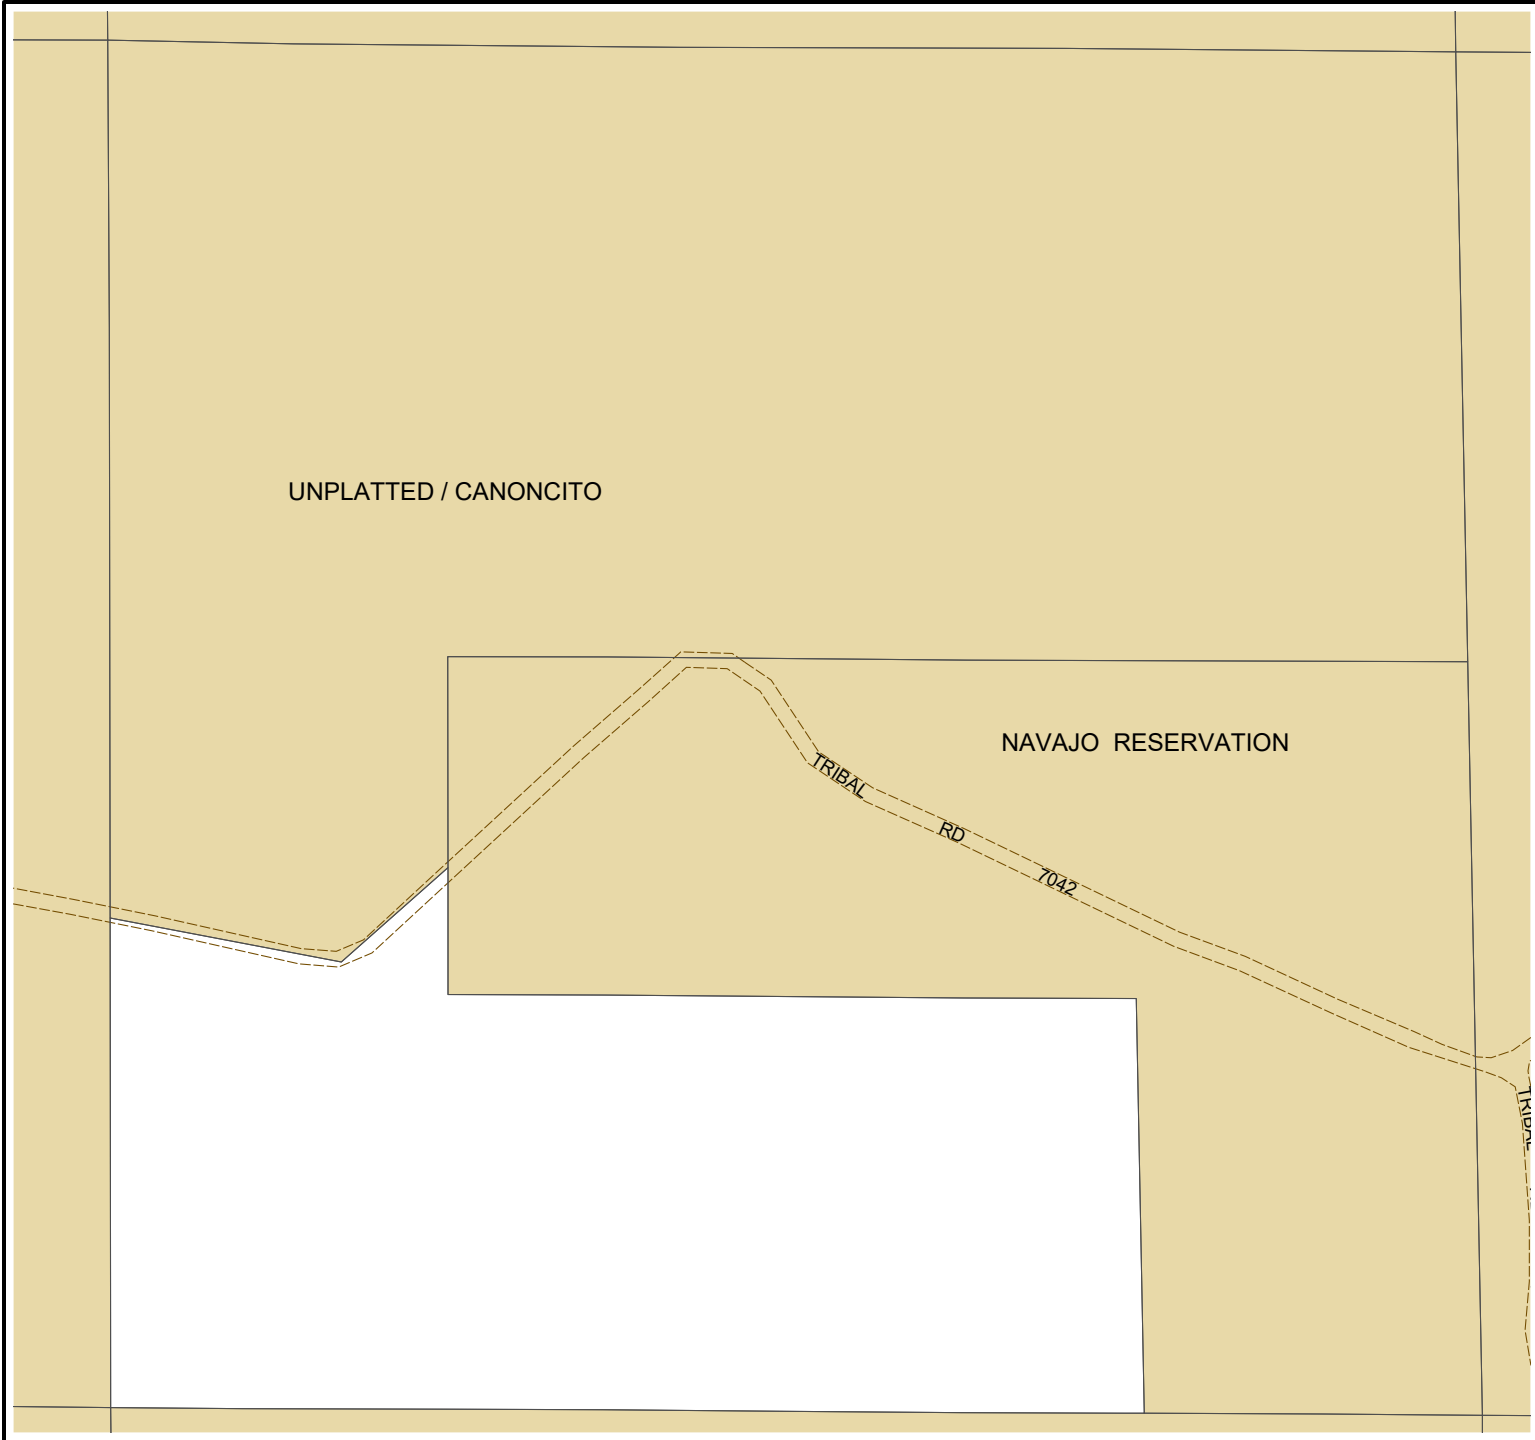 UNPLATTED / CANONCITO
NAVAJO RESERVATION
TRIBAL
RD
7042
TRIBAL